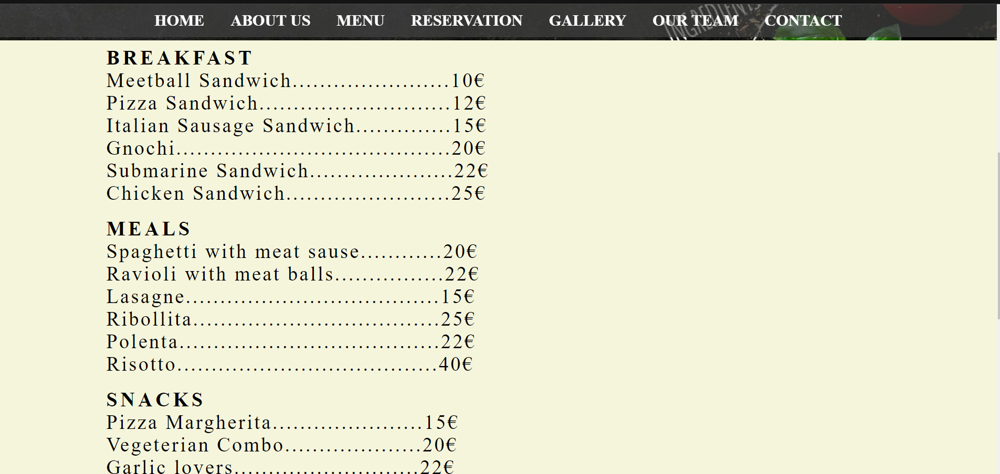 HOME ABOUT US MENU RESERVATION GALLERY OUR TEAM CONTACT
INGREDIENTS
BREAKFAST
Meetball Sandwich.......................10€
Pizza Sandwich............................12€
Italian Sausage Sandwich..............15€
Gnochi........................................20€
Submarine Sandwich.....................22€
Chicken Sandwich........................25€
MEALS
Spaghetti with meat sause............20€
Ravioli with meat balls................22€
Lasagne.....................................15€
Ribollita....................................25€
Polenta......................................22€
Risotto......................................40€
SNACKS
Pizza Margherita......................15€
Vegeterian Combo....................20€
Garlic lovers...........................22€